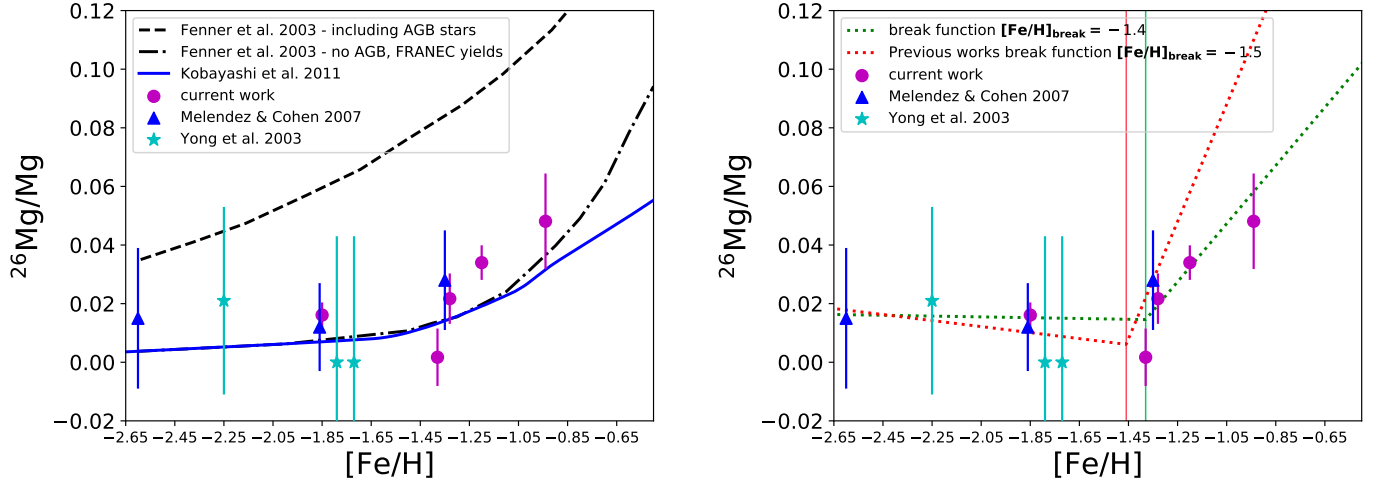 0.12
0.10
0.08
0.06
0.04
0.02
0.00
−0.02
²⁶Mg/Mg
Fenner et al. 2003 - including AGB stars
Fenner et al. 2003 - no AGB, FRANEC yields
Kobayashi et al. 2011
current work
Melendez & Cohen 2007
Yong et al. 2003
−2.65 −2.45 −2.25 −2.05 −1.85 −1.65 −1.45 −1.25 −1.05 −0.85 −0.65
[Fe/H]
0.12
0.10
0.08
0.06
0.04
0.02
0.00
−0.02
²⁶Mg/Mg
break function [Fe/H]break = −1.4
Previous works break function [Fe/H]break = −1.5
current work
Melendez & Cohen 2007
Yong et al. 2003
−2.65 −2.45 −2.25 −2.05 −1.85 −1.65 −1.45 −1.25 −1.05 −0.85 −0.65
[Fe/H]